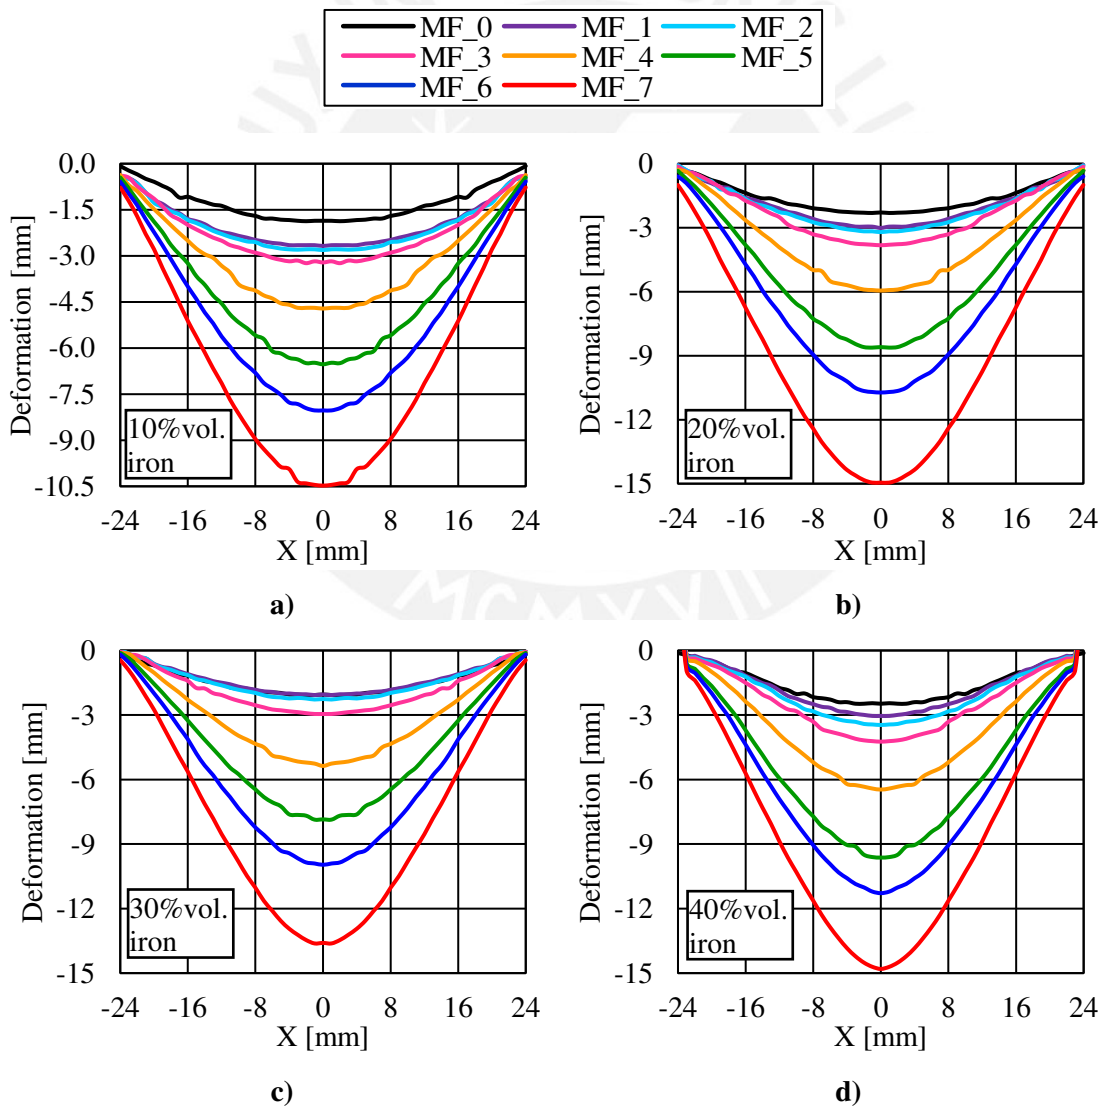 MF_0 MF_1 MF_2
MF_3 MF_4 MF_5
MF_6 MF_7
Deformation [mm]
0.0
-1.5
-3.0
-4.5
-6.0
-7.5
-9.0
-10.5
10%vol.
iron
-24 -16 -8 0 8 16 24
X [mm]
a)
Deformation [mm]
0
-3
-6
-9
-12
-15
20%vol.
iron
-24 -16 -8 0 8 16 24
X [mm]
b)
MCMXVII
Deformation [mm]
0
-3
-6
-9
-12
-15
30%vol.
iron
-24 -16 -8 0 8 16 24
X [mm]
c)
Deformation [mm]
0
-3
-6
-9
-12
-15
40%vol.
iron
-24 -16 -8 0 8 16 24
X [mm]
d)